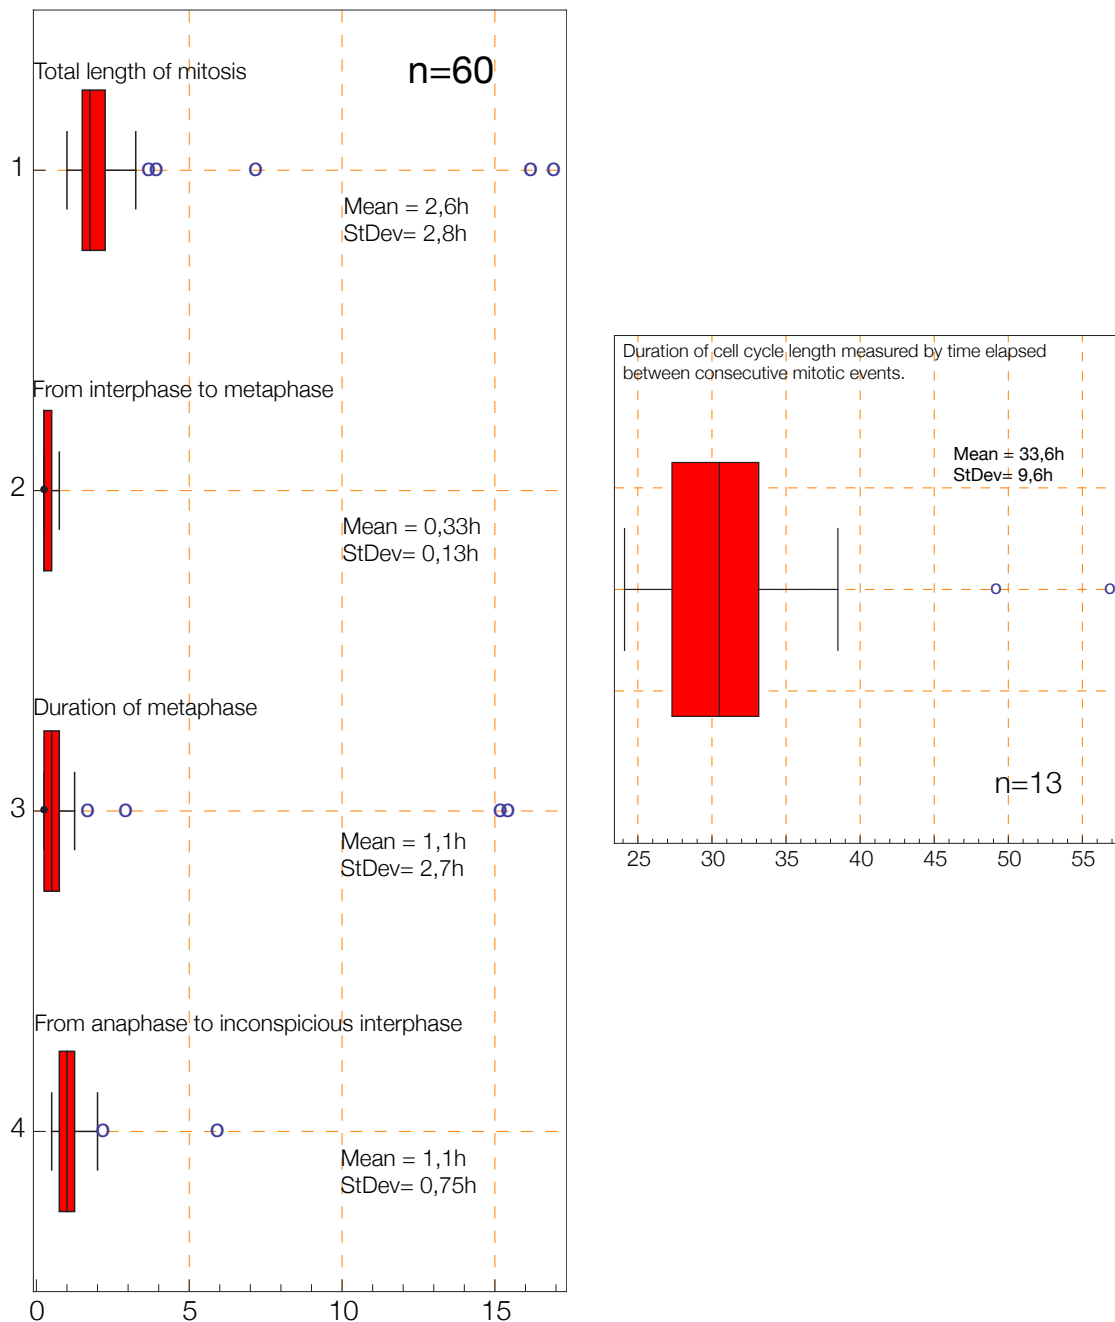 Total length of mitosis
n=60
1
Mean = 2,6h
StDev= 2,8h
From interphase to metaphase
2
Mean = 0,33h
StDev= 0,13h
Duration of metaphase
3
Mean = 1,1h
StDev= 2,7h
From anaphase to inconspicious interphase
4
Mean = 1,1h
StDev= 0,75h
0 5 10 15
Duration of cell cycle length measured by time elapsed
between consecutive mitotic events.
Mean = 33,6h
StDev= 9,6h
n=13
25 30 35 40 45 50 55